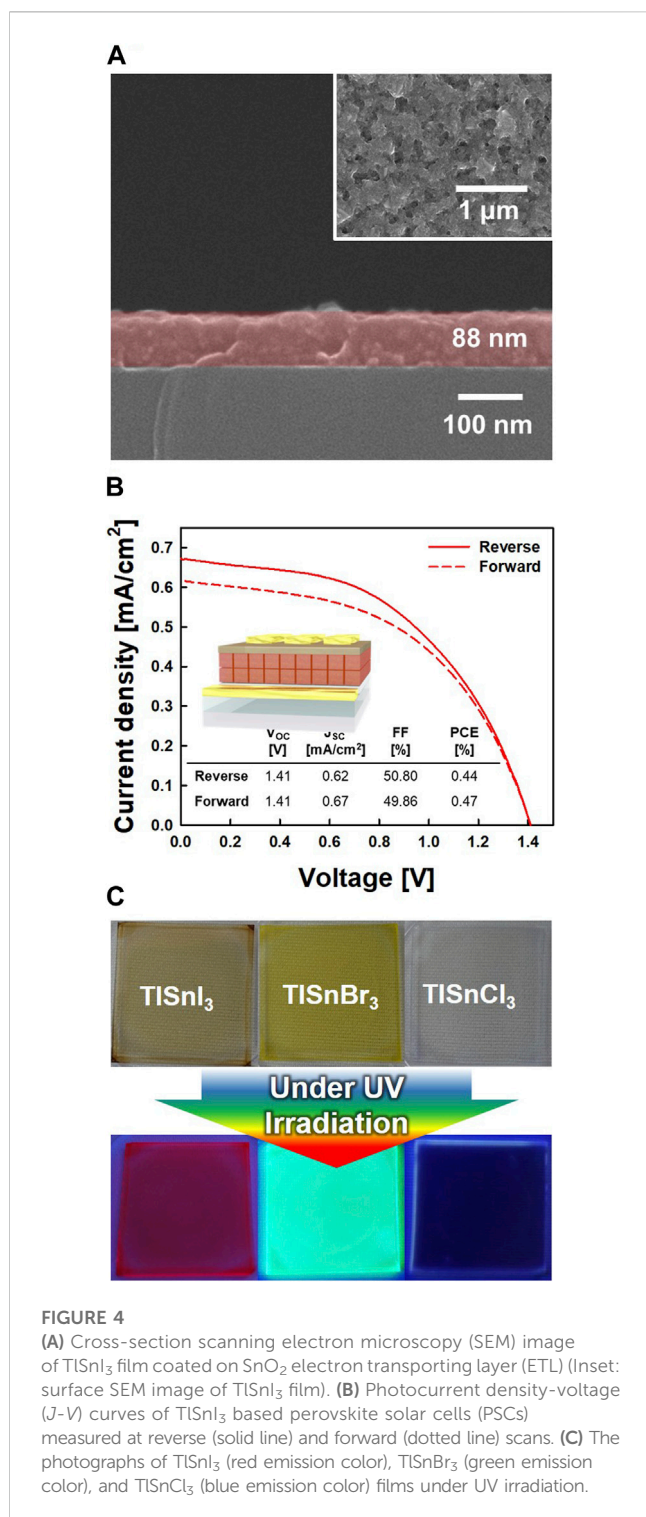 A
1 µm
88 nm
100 nm
B
Current density [mA/cm²]
0.7
0.6
0.5
0.4
0.3
0.2
0.1
0.0
Reverse
Forward
V_OC J_SC FF PCE
[V] [mA/cm²] [%] [%]
Reverse 1.41 0.62 50.80 0.44
Forward 1.41 0.67 49.86 0.47
0.0 0.2 0.4 0.6 0.8 1.0 1.2 1.4
Voltage [V]
C
TlSnI₃ TlSnBr₃ TlSnCl₃
Under UV
Irradiation
FIGURE 4
(A) Cross-section scanning electron microscopy (SEM) image
of TlSnI₃ film coated on SnO₂ electron transporting layer (ETL) (Inset:
surface SEM image of TlSnI₃ film). (B) Photocurrent density-voltage
(J-V) curves of TlSnI₃ based perovskite solar cells (PSCs)
measured at reverse (solid line) and forward (dotted line) scans. (C) The
photographs of TlSnI₃ (red emission color), TlSnBr₃ (green emission
color), and TlSnCl₃ (blue emission color) films under UV irradiation.